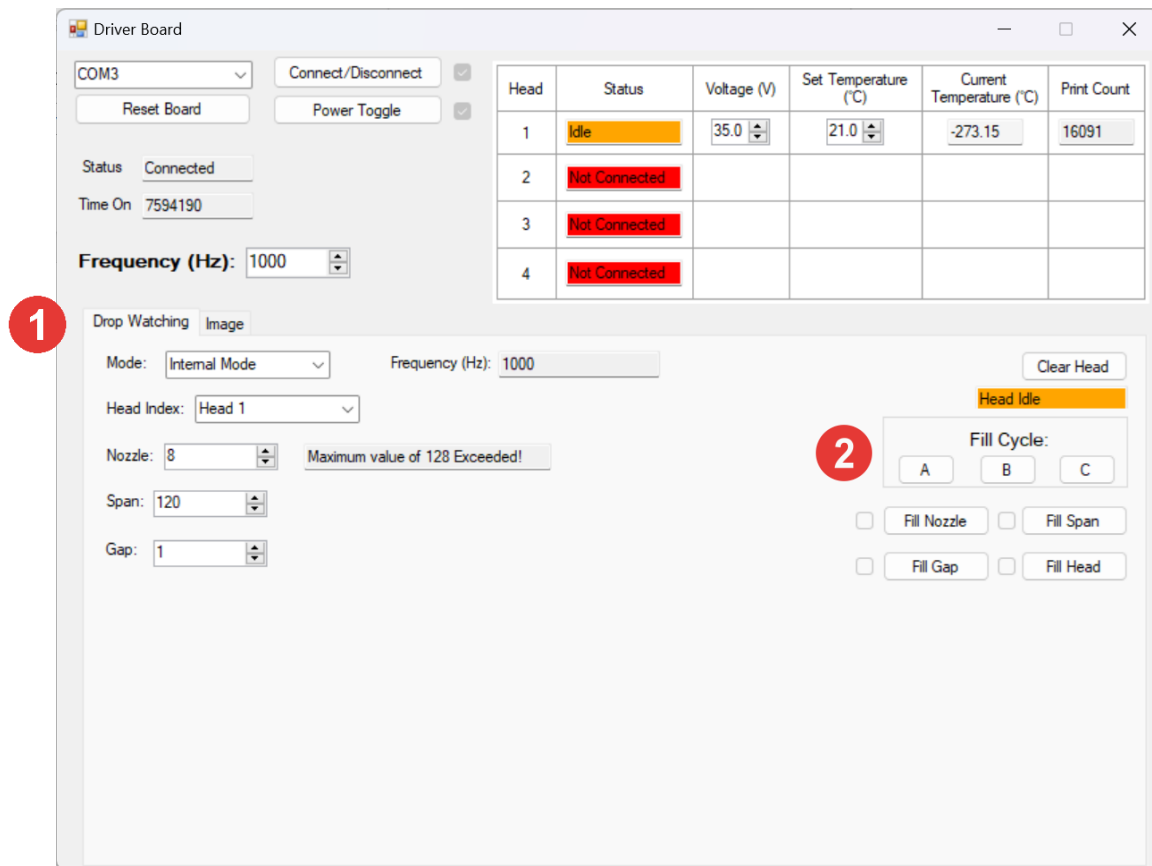 Driver Board
COM3
Connect/Disconnect
Reset Board
Power Toggle
Status Connected
Time On 7594190
Frequency (Hz): 1000
Head Status Voltage (V) Set Temperature (°C) Current Temperature (°C) Print Count
1 Idle 35.0 21.0 -273.15 16091
2 Not Connected
3 Not Connected
4 Not Connected
1
Drop Watching Image
Mode: Internal Mode Frequency (Hz): 1000 Clear Head
Head Index: Head 1 Head Idle
2
Fill Cycle:
Nozzle: 8 Maximum value of 128 Exceeded! A B C
Span: 120 Fill Nozzle Fill Span
Gap: 1 Fill Gap Fill Head